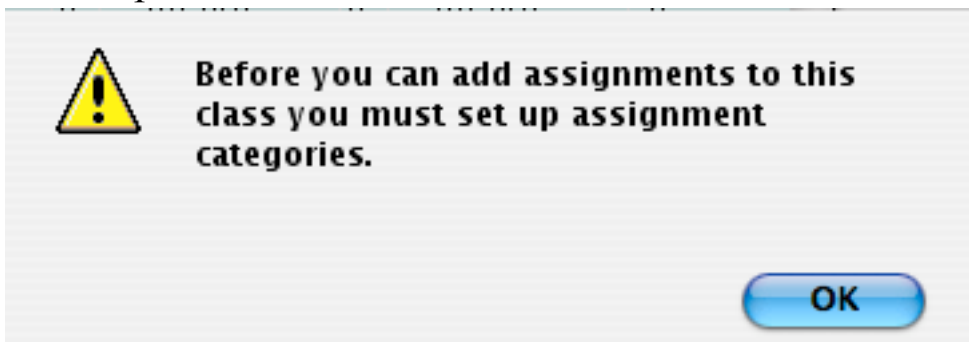 Before you can add assignments to this
class you must set up assignment
categories.
OK